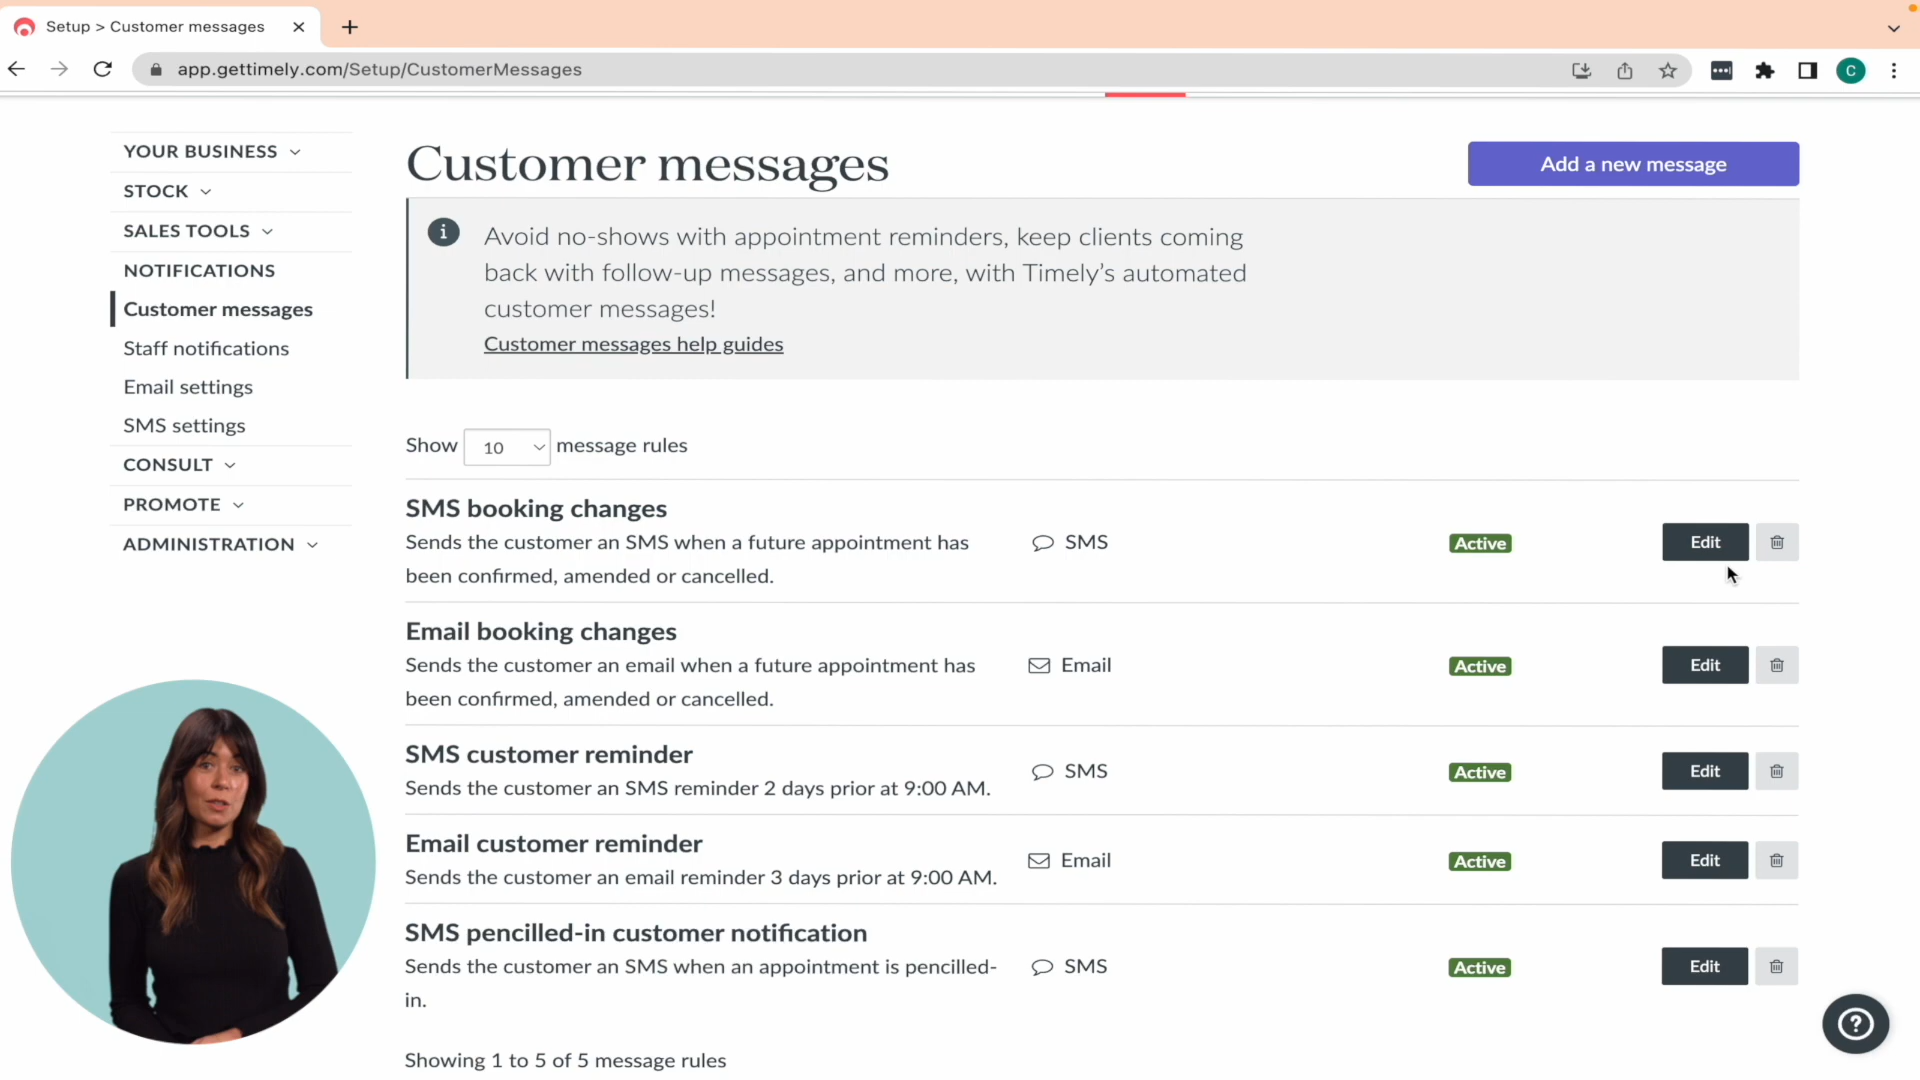 Setup > Customer messages
app.gettimely.com/Setup/CustomerMessages
C
YOUR BUSINESS
STOCK
SALES TOOLS
NOTIFICATIONS
Customer messages
Staff notifications
Email settings
SMS settings
CONSULT
PROMOTE
ADMINISTRATION
Customer messages
Add a new message
Avoid no-shows with appointment reminders, keep clients coming
back with follow-up messages, and more, with Timely's automated
customer messages!
Customer messages help guides
Show 10 message rules
SMS booking changes
Sends the customer an SMS when a future appointment has
been confirmed, amended or cancelled.
SMS
Active
Edit
Email booking changes
Sends the customer an email when a future appointment has
been confirmed, amended or cancelled.
Email
Active
Edit
SMS customer reminder
Sends the customer an SMS reminder 2 days prior at 9:00 AM.
SMS
Active
Edit
Email customer reminder
Sends the customer an email reminder 3 days prior at 9:00 AM.
Email
Active
Edit
SMS pencilled-in customer notification
Sends the customer an SMS when an appointment is pencilled-
in.
SMS
Active
Edit
Showing 1 to 5 of 5 message rules